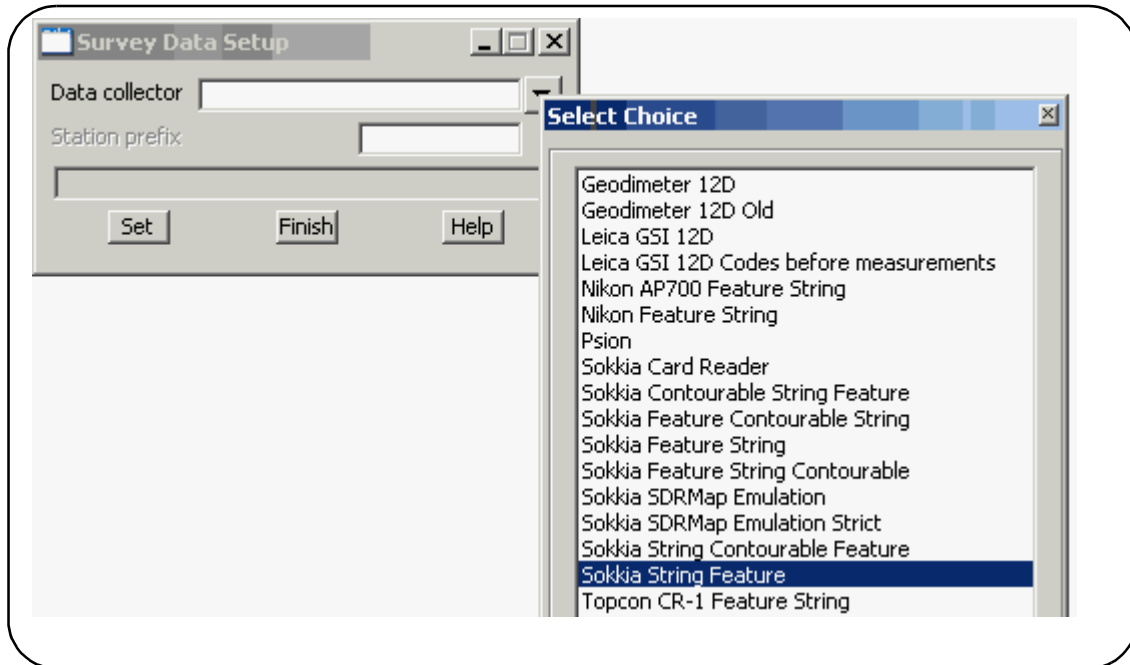 Survey Data Setup
Data collector
Station prefix
Set Finish Help
Select Choice
Geodimeter 12D
Geodimeter 12D Old
Leica GSI 12D
Leica GSI 12D Codes before measurements
Nikon AP700 Feature String
Nikon Feature String
Psion
Sokkia Card Reader
Sokkia Contourable String Feature
Sokkia Feature Contourable String
Sokkia Feature String
Sokkia Feature String Contourable
Sokkia SDRMap Emulation
Sokkia SDRMap Emulation Strict
Sokkia String Contourable Feature
Sokkia String Feature
Topcon CR-1 Feature String